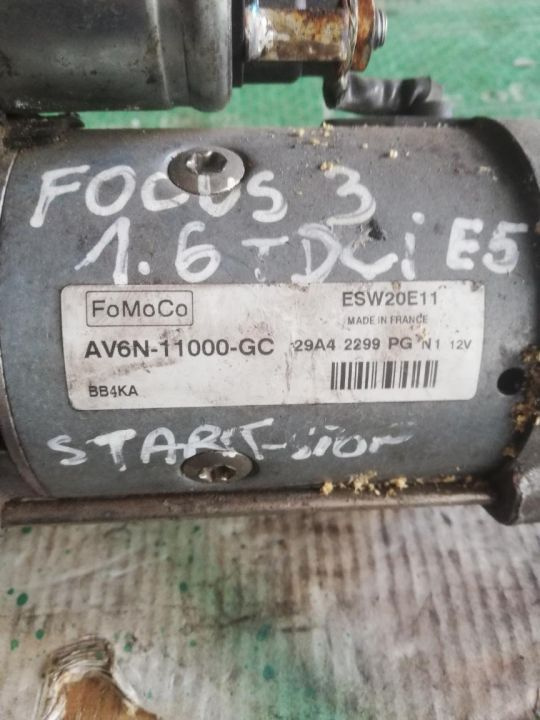 FOCUS 3
1.6 TDCi E5
FoMoCo
ESW20E11
MADE IN FRANCE
AV6N-11000-GC 29A4 2299 PG N1 12V
BB4KA
START-STOP